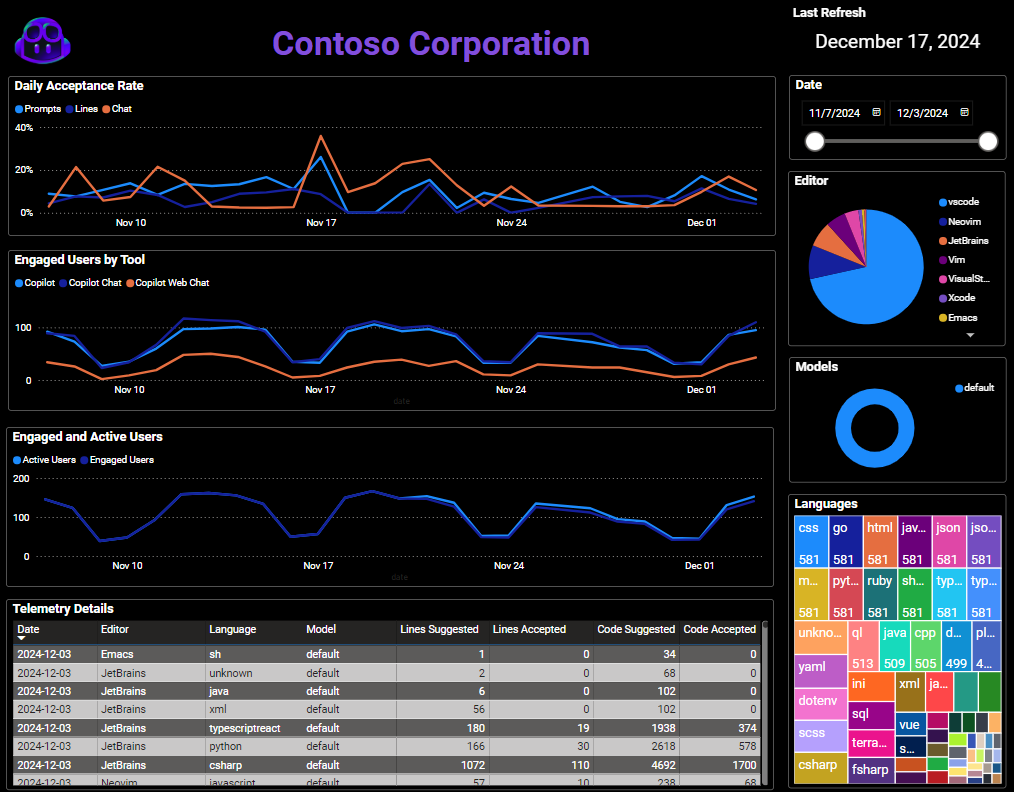 Contoso Corporation
Last Refresh
December 17, 2024
Daily Acceptance Rate
Prompts Lines Chat
40%
20%
0%
Nov 10 Nov 17 Nov 24 Dec 01
Date
11/7/2024 12/3/2024
Editor
vscode
Neovim
JetBrains
Vim
VisualSt...
Xcode
Emacs
Engaged Users by Tool
Copilot Copilot Chat Copilot Web Chat
100
0
Nov 10 Nov 17 Nov 24 Dec 01
date
Models
default
Engaged and Active Users
Active Users Engaged Users
200
100
0
Nov 10 Nov 17 Nov 24 Dec 01
date
Languages
css go html jav... json jso...
581 581 581 581 581 581
m... pyt... ruby sh... typ... typ...
581 581 581 581 581 581
unkno... ql java cpp d... pl...
513 509 505 499 4...
yaml ini xml ja...
dotenv sql vue
scss terra... s...
csharp fsharp
Telemetry Details
Date Editor Language Model Lines Suggested Lines Accepted Code Suggested Code Accepted
2024-12-03 Emacs sh default 1 0 34 0
2024-12-03 JetBrains unknown default 2 0 68 0
2024-12-03 JetBrains java default 6 0 102 0
2024-12-03 JetBrains xml default 56 0 102 0
2024-12-03 JetBrains typescriptreact default 180 19 1938 374
2024-12-03 JetBrains python default 166 30 2618 578
2024-12-03 JetBrains csharp default 1072 110 4692 1700
2024-12-03 Neovim javascript default 57 10 238 68